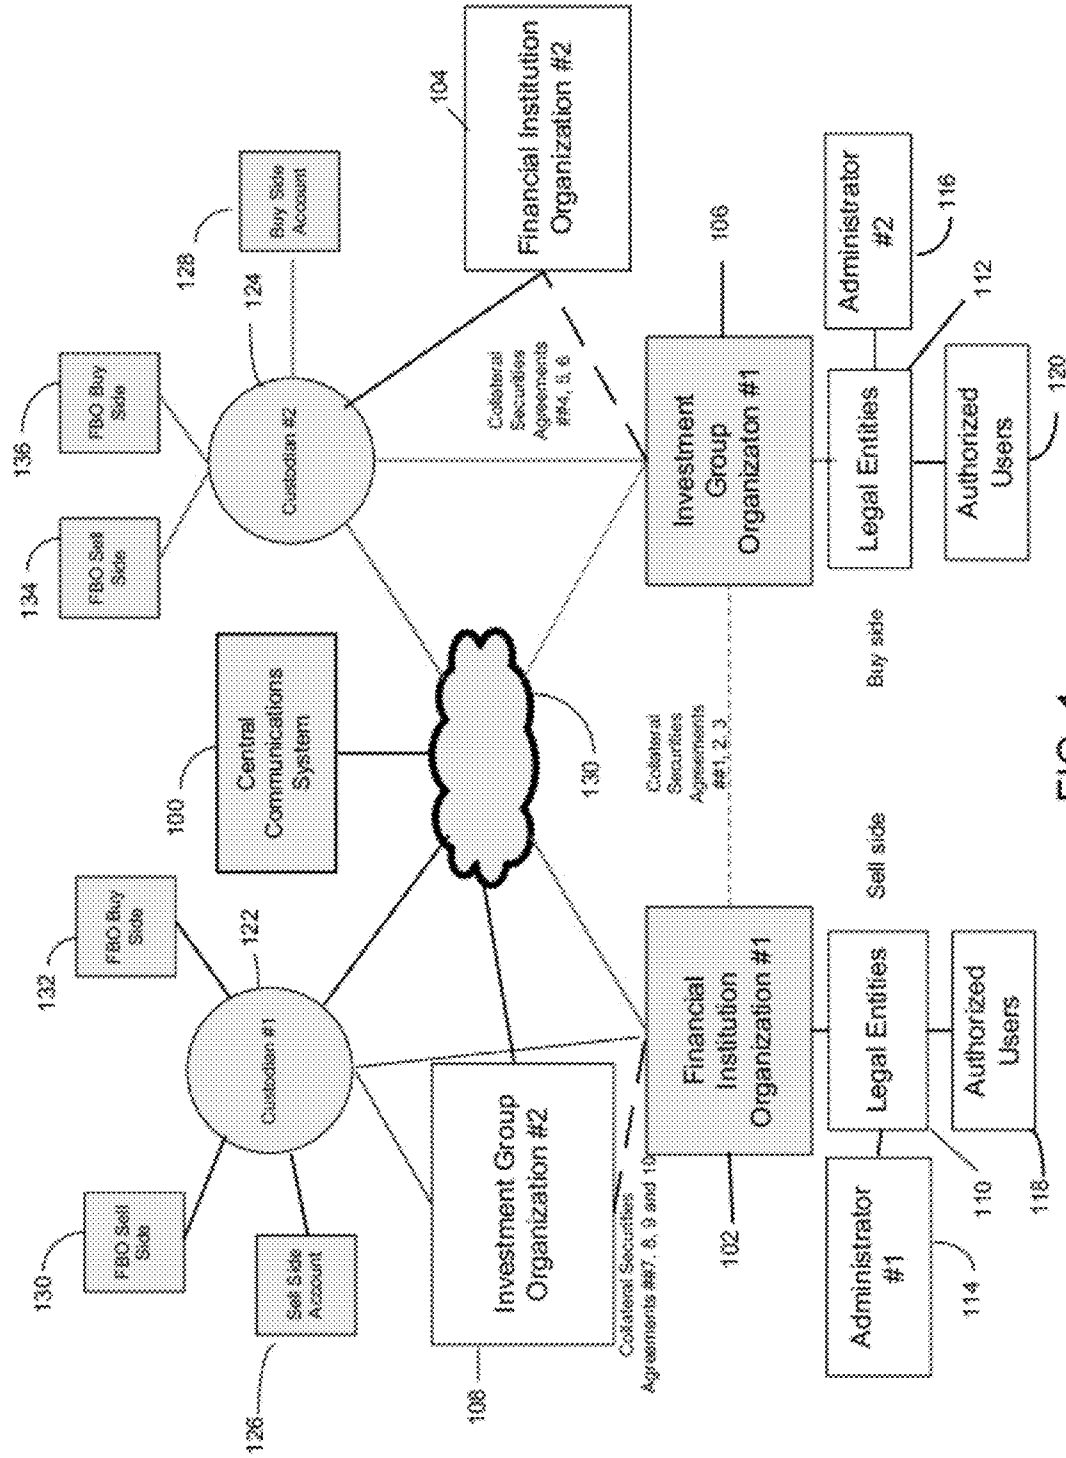 130
FBO Sell
Side
132
FBO Buy
Side
134
FBO Sell
Side
136
FBO Buy
Side
126
Sell Side
Account
Custodian #1
122
100
Central
Communications
System
Custodian #2
124
128
Buy Side
Account
108
Investment Group
Organization #2
130
Collateral
Securities
Agreements
##4, 5, 6
104
Financial Institution
Organization #2
Collateral Securities
Agreements ##7, 8, 9 and 10
Collateral
Securities
Agreements
##1, 2, 3
102
Financial
Institution
Organization #1
Investment
Group
Organizaton #1
106
Sell side
Buy side
Administrator
#1
114
Legal Entities
110
Authorized
Users
118
Legal Entities
112
Administrator
#2
116
Authorized
Users
120